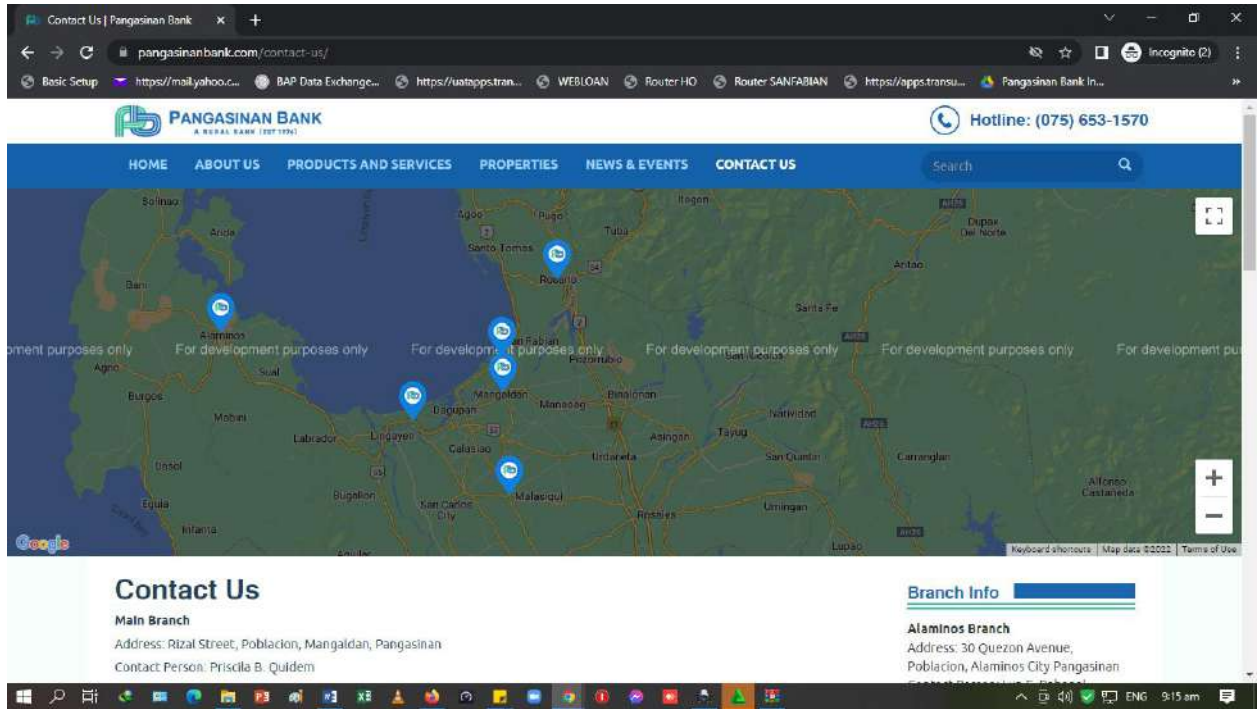 Contact Us | Pangasinan Bank
pangasinanbank.com/contact-us/
Incognito (2)
Basic Setup
https://mail.yahoo.c...
BAP Data Exchange...
https://uatapps.tran...
WEBLOAN
Router HO
Router SANFABIAN
https://apps.transu...
Pangasinan Bank In...
PANGASINAN BANK
A RURAL BANK (EST 1976)
Hotline: (075) 653-1570
HOME
ABOUT US
PRODUCTS AND SERVICES
PROPERTIES
NEWS & EVENTS
CONTACT US
Search
Bolinao
Anda
Agoo
Pugo
Itogon
Tuba
Santo Tomas
Dupax
Del Norte
Rosario
Aritao
Bani
Santa Fe
Alaminos
San Fabian
Pozorrubio
San Nicolas
For development purposes only
For development purposes only
For development purposes only
For development purposes only
Agno
Sual
Burgos
Mabini
Mangaldan
Manaoag
Binalonan
Natividad
Dagupan
Labrador
Lingayen
Calasiao
Asingan
Tayug
Urdaneta
San Quintin
Carranglan
Dasol
Bugallon
San Carlos
City
Malasiqui
Alfonso
Castañeda
Eguia
Umingan
Rosales
Infanta
Aguilar
Lupao
Google
Keyboard shortcuts
Map data ©2022
Terms of Use
Contact Us
Main Branch
Address: Rizal Street, Poblacion, Mangaldan, Pangasinan
Contact Person: Priscila B. Quidem
Branch Info
Alaminos Branch
Address: 30 Quezon Avenue,
Poblacion, Alaminos City Pangasinan
ENG
9:15 am